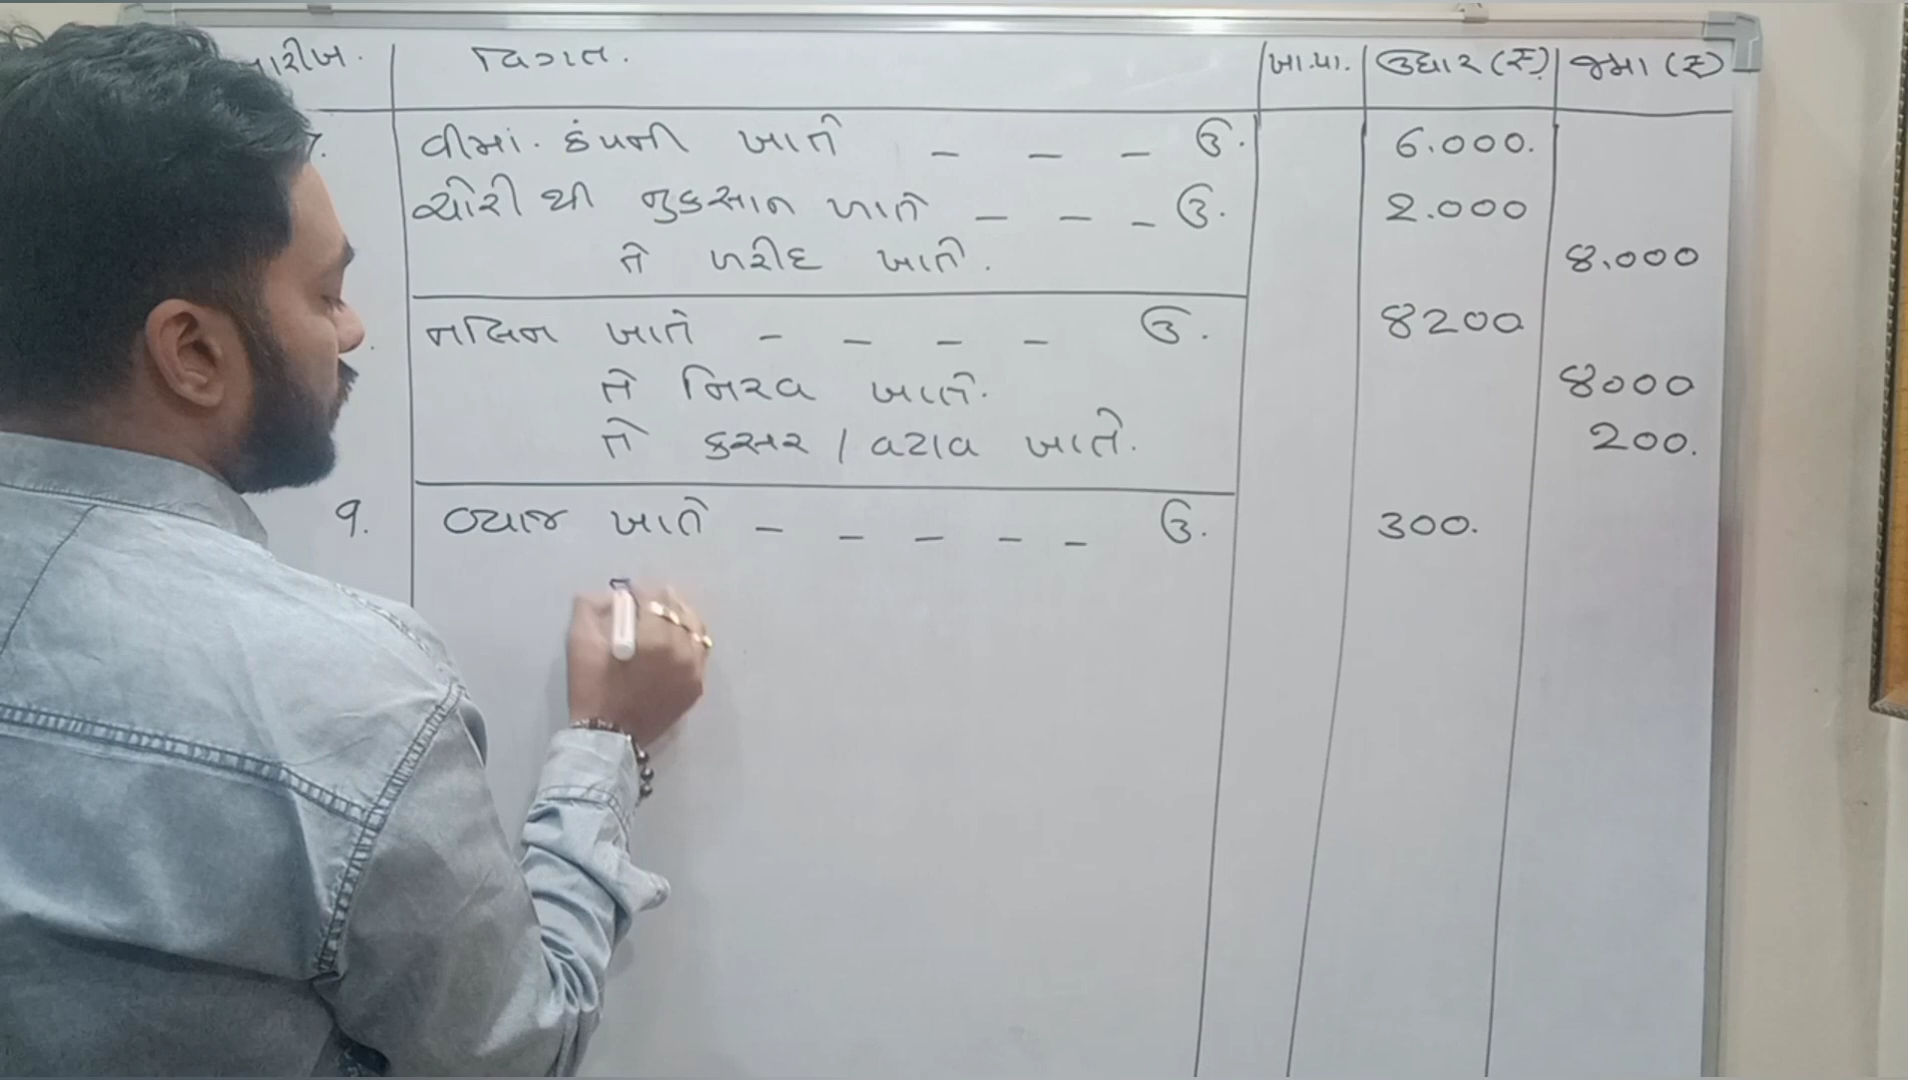 તારીખ. વિગત. ખા.પા. ઉધાર (₹) જમા (₹)
7. વીમા. કંપની ખાતે - - - ઉ. 6.000.
ચોરી થી નુકસાન ખાતે - - - ઉ. 2.000
તે ખરીદ ખાતે. 8.000
નલિન ખાતે - - - - ઉ. 8200
તે નિરવ ખાતે. 8000
તે કસર / વટાવ ખાતે. 200.
9. વ્યાજ ખાતે - - - - - ઉ. 300.